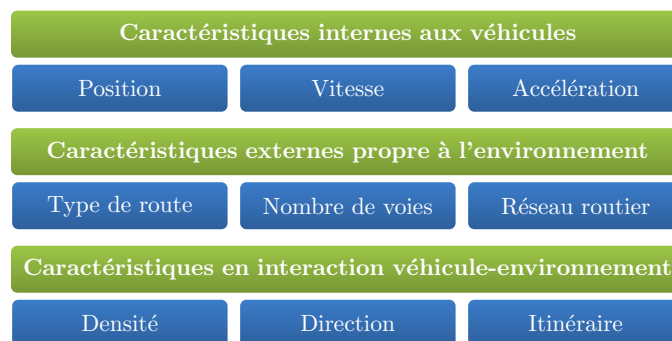 Caractéristiques internes aux véhicules
Position Vitesse Accélération
Caractéristiques externes propre à l'environnement
Type de route Nombre de voies Réseau routier
Caractéristiques en interaction véhicule-environnement
Densité Direction Itinéraire